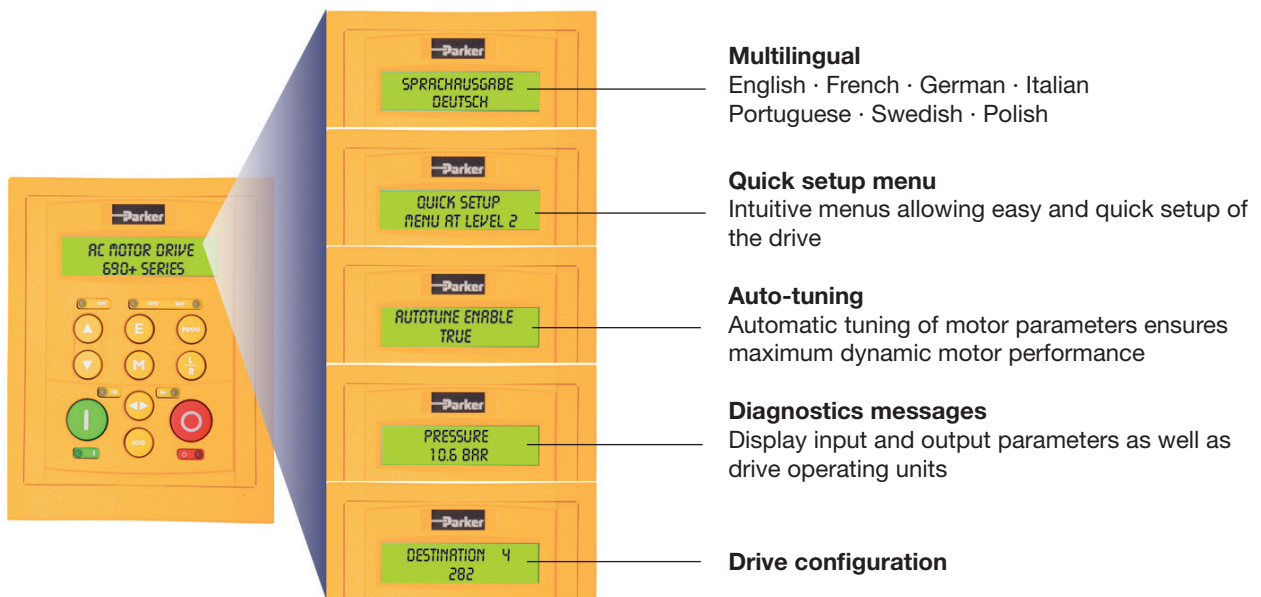 Parker
AC MOTOR DRIVE
690+ SERIES
E
PROG
M
L
R
JOG
Parker
SPRACHAUSGABE
DEUTSCH
Parker
QUICK SETUP
MENU AT LEVEL 2
Parker
AUTOTUNE ENABLE
TRUE
Parker
PRESSURE
10.6 BAR
Parker
DESTINATION 4
282
Multilingual
English · French · German · Italian
Portuguese · Swedish · Polish
Quick setup menu
Intuitive menus allowing easy and quick setup of
the drive
Auto-tuning
Automatic tuning of motor parameters ensures
maximum dynamic motor performance
Diagnostics messages
Display input and output parameters as well as
drive operating units
Drive configuration